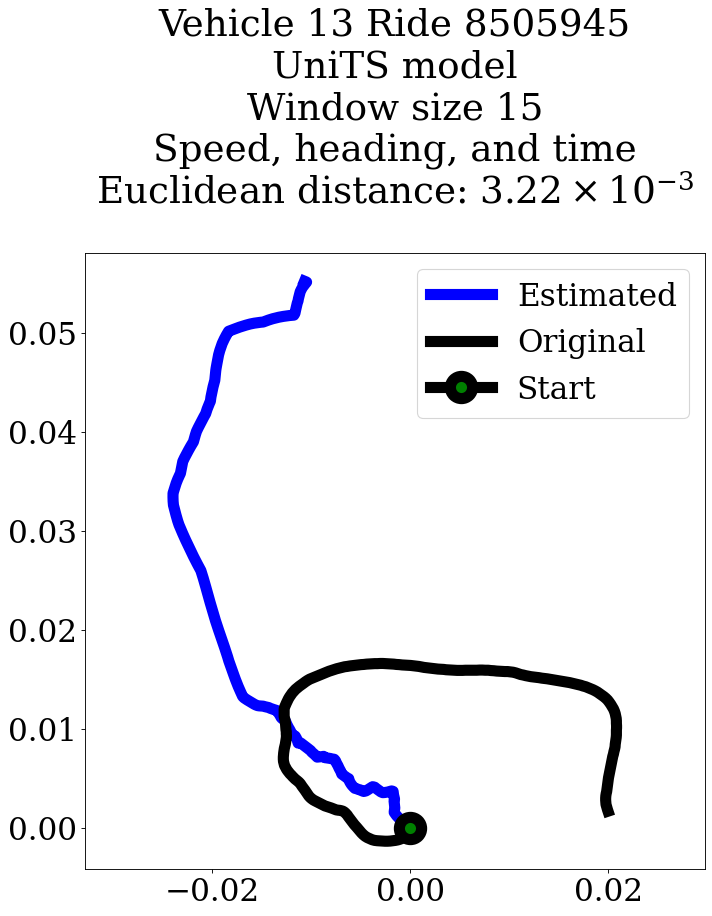 Vehicle 13 Ride 8505945
UniTS model
Window size 15
Speed, heading, and time
Euclidean distance: 3.22 × 10⁻³
Estimated
Original
Start
0.05
0.04
0.03
0.02
0.01
0.00
−0.02 0.00 0.02